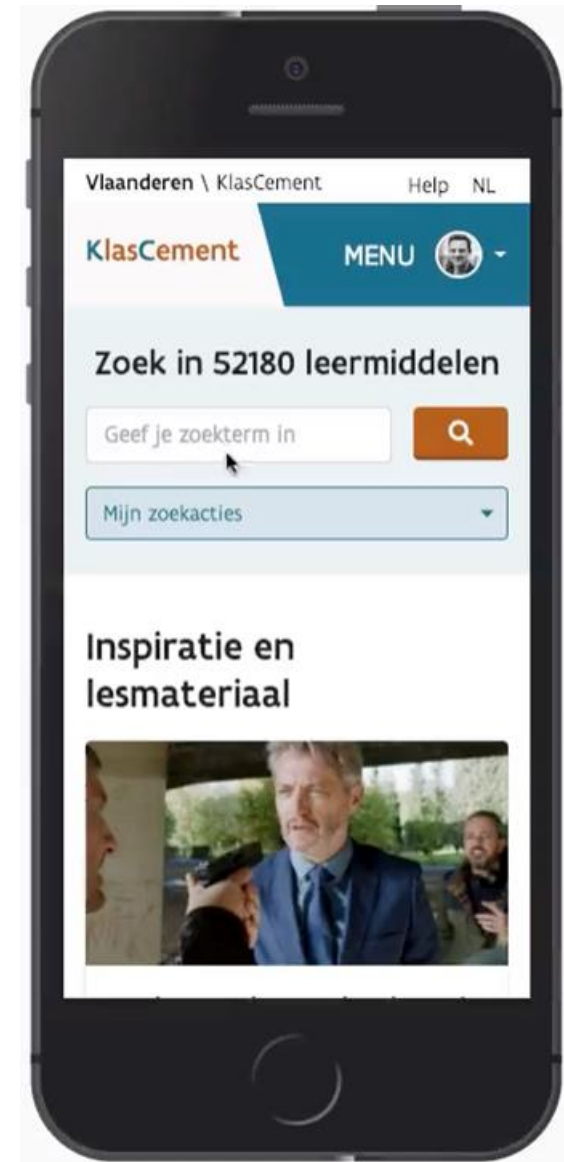 Vlaanderen \ KlasCement Help NL
KlasCement MENU
Zoek in 52180 leermiddelen
Geef je zoekterm in
Mijn zoekacties
Inspiratie en
lesmateriaal